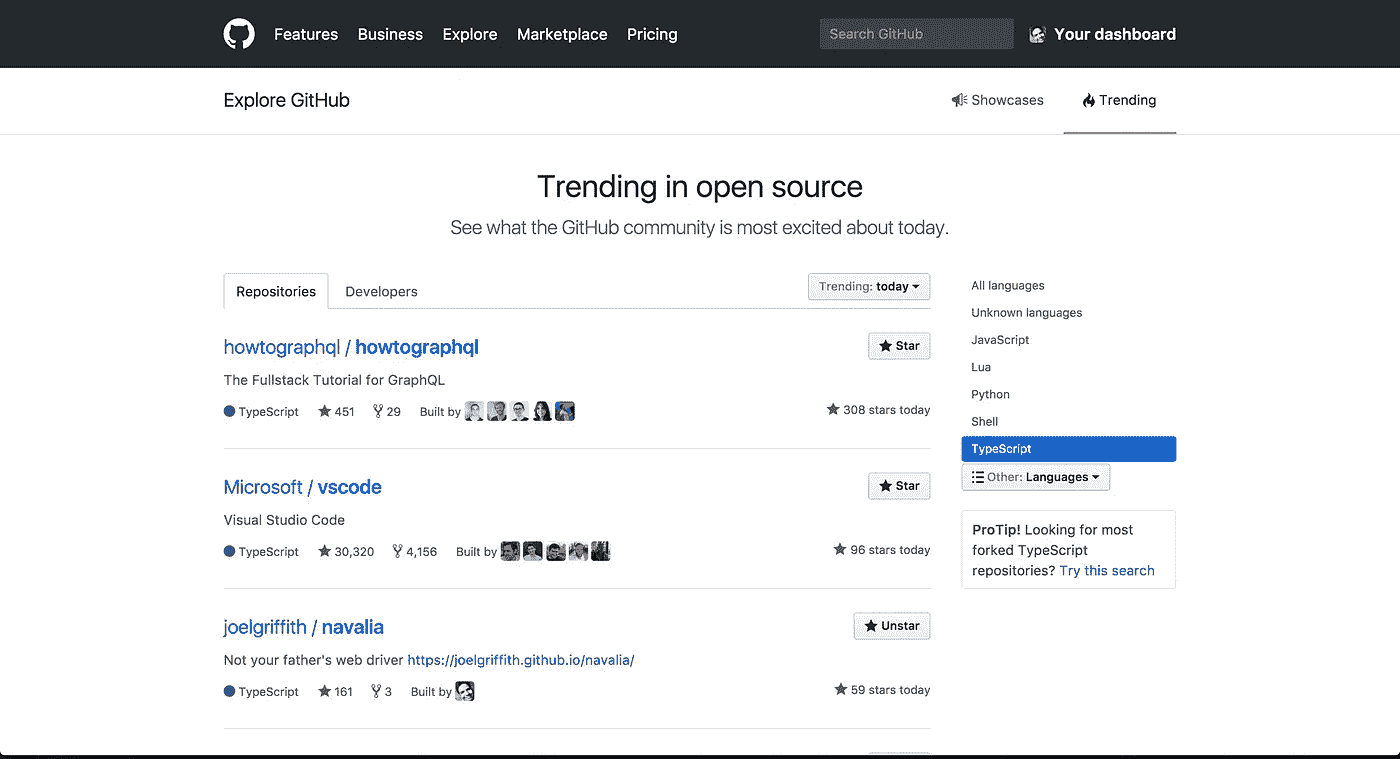 Features Business Explore Marketplace Pricing Search GitHub Your dashboard
Explore GitHub Showcases Trending
Trending in open source
See what the GitHub community is most excited about today.
Repositories Developers Trending: today
howtographql / howtographql Star
The Fullstack Tutorial for GraphQL
TypeScript 451 29 Built by 308 stars today
Microsoft / vscode Star
Visual Studio Code
TypeScript 30,320 4,156 Built by 96 stars today
joelgriffith / navalia Unstar
Not your father's web driver https://joelgriffith.github.io/navalia/
TypeScript 161 3 Built by 59 stars today
All languages
Unknown languages
JavaScript
Lua
Python
Shell
TypeScript
Other: Languages
ProTip! Looking for most
forked TypeScript
repositories? Try this search